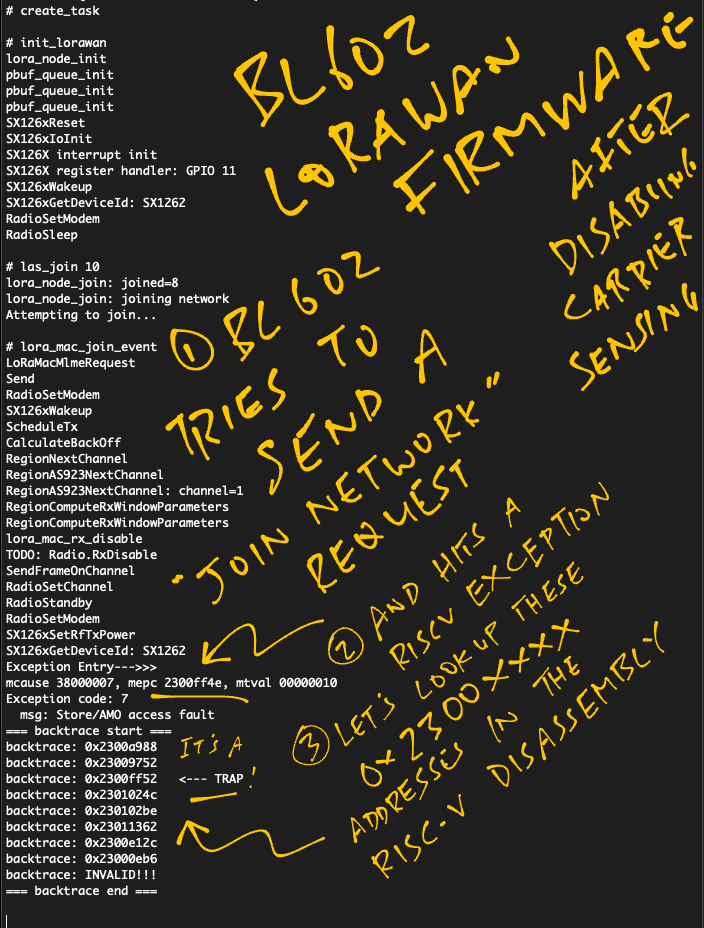 # create_task
# init_lorawan
lora_node_init
pbuf_queue_init
pbuf_queue_init
pbuf_queue_init
SX126xReset
SX126xIoInit
SX126X interrupt init
SX126X register handler: GPIO 11
SX126xWakeup
SX126xGetDeviceId: SX1262
RadioSetModem
RadioSleep
# las_join 10
lora_node_join: joined=8
lora_node_join: joining network
Attempting to join...
# lora_mac_join_event
LoRaMacMlmeRequest
Send
RadioSetModem
SX126xWakeup
ScheduleTx
CalculateBackOff
RegionNextChannel
RegionAS923NextChannel
RegionAS923NextChannel: channel=1
RegionComputeRxWindowParameters
RegionComputeRxWindowParameters
lora_mac_rx_disable
TODO: Radio.RxDisable
SendFrameOnChannel
RadioSetChannel
RadioStandby
RadioSetModem
SX126xSetRfTxPower
SX126xGetDeviceId: SX1262
Exception Entry--->>>
mcause 38000007, mepc 2300ff4e, mtval 00000010
Exception code: 7
msg: Store/AMO access fault
=== backtrace start ===
backtrace: 0x2300a988
backtrace: 0x23009752
backtrace: 0x2300ff52 <--- TRAP
backtrace: 0x2301024c
backtrace: 0x230102be
backtrace: 0x23011362
backtrace: 0x2300e12c
backtrace: 0x23000eb6
backtrace: INVALID!!!
=== backtrace end ===
BL602
LORAWAN
FIRMWARE
AFTER
DISABLING
CARRIER
SENSING
① BL602
TRIES TO
SEND A
"JOIN NETWORK"
REQUEST
② AND HITS A
RISCV EXCEPTION
③ LET'S LOOKUP THESE
0x2300XXXX
ADDRESSES IN THE
RISC-V DISASSEMBLY
IT'S A
!